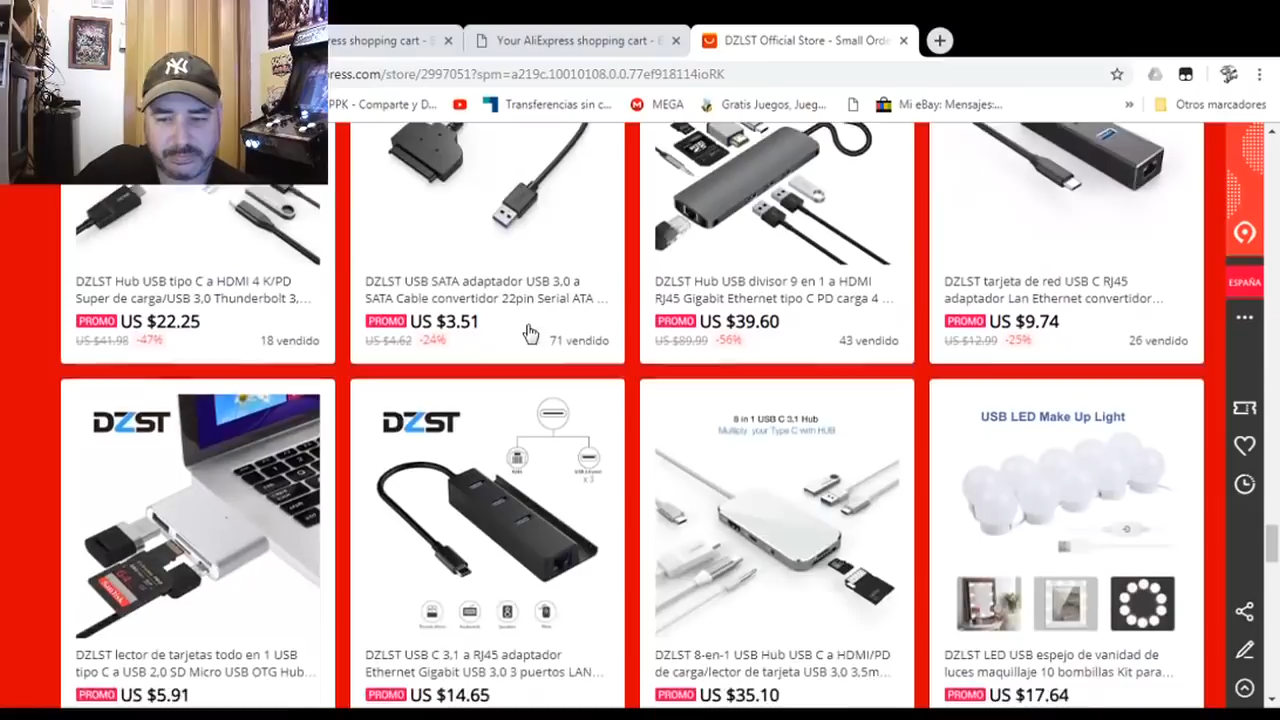 press shopping cart - E
Your AliExpress shopping cart - E
DZLST Official Store - Small Orde
press.com/store/2997051?spm=a219c.10010108.0.0.77ef918114ioRK
PPK - Comparte y D...
Transferencias sin c...
MEGA
Gratis Juegos, Jueg...
Mi eBay: Mensajes:...
»
Otros marcadores
DZLST Hub USB tipo C a HDMI 4 K/PD
Super de carga/USB 3,0 Thunderbolt 3,...
PROMO US $22.25
US $41.98 -47% 18 vendido
DZLST USB SATA adaptador USB 3,0 a
SATA Cable convertidor 22pin Serial ATA ...
PROMO US $3.51
US $4.62 -24% 71 vendido
DZLST Hub USB divisor 9 en 1 a HDMI
RJ45 Gigabit Ethernet tipo C PD carga 4 ...
PROMO US $39.60
US $89.99 -56% 43 vendido
DZLST tarjeta de red USB C RJ45
adaptador Lan Ethernet convertidor...
PROMO US $9.74
US $12.99 -25% 26 vendido
ESPAÑA
DZST
SanDisk
DZLST lector de tarjetas todo en 1 USB
tipo C a USB 2,0 SD Micro USB OTG Hub...
PROMO US $5.91
DZST
x 3
DZLST USB C 3,1 a RJ45 adaptador
Ethernet Gigabit USB 3,0 3 puertos LAN...
PROMO US $14.65
8 in 1 USB C 3.1 Hub
Multiply your Type C with HUB
DZLST 8-en-1 USB Hub USB C a HDMI/PD
de carga/lector de tarjeta USB 3,0 3,5m...
PROMO US $35.10
USB LED Make Up Light
DZLST LED USB espejo de vanidad de
luces maquillaje 10 bombillas Kit para...
PROMO US $17.64